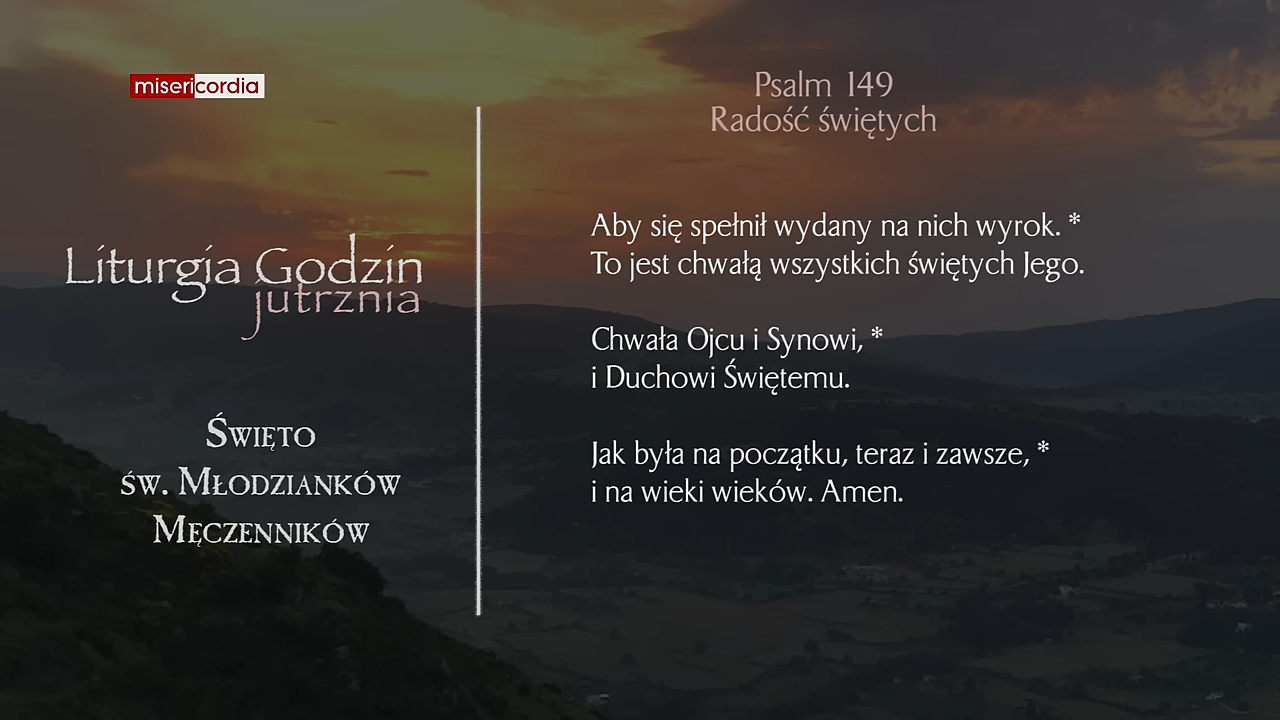 misericordia
Liturgia Godzin
jutrznia
Święto
św. Młodzianków
Męczenników
Psalm 149
Radość świętych
Aby się spełnił wydany na nich wyrok. *
To jest chwałą wszystkich świętych Jego.
Chwała Ojcu i Synowi, *
i Duchowi Świętemu.
Jak była na początku, teraz i zawsze, *
i na wieki wieków. Amen.